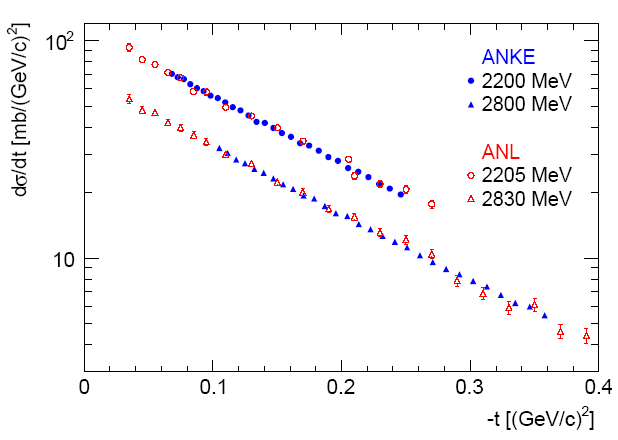 dσ/dt [mb/(GeV/c)²]
10²
10
ANKE
2200 MeV
2800 MeV
ANL
2205 MeV
2830 MeV
0 0.1 0.2 0.3 0.4
-t [(GeV/c)²]